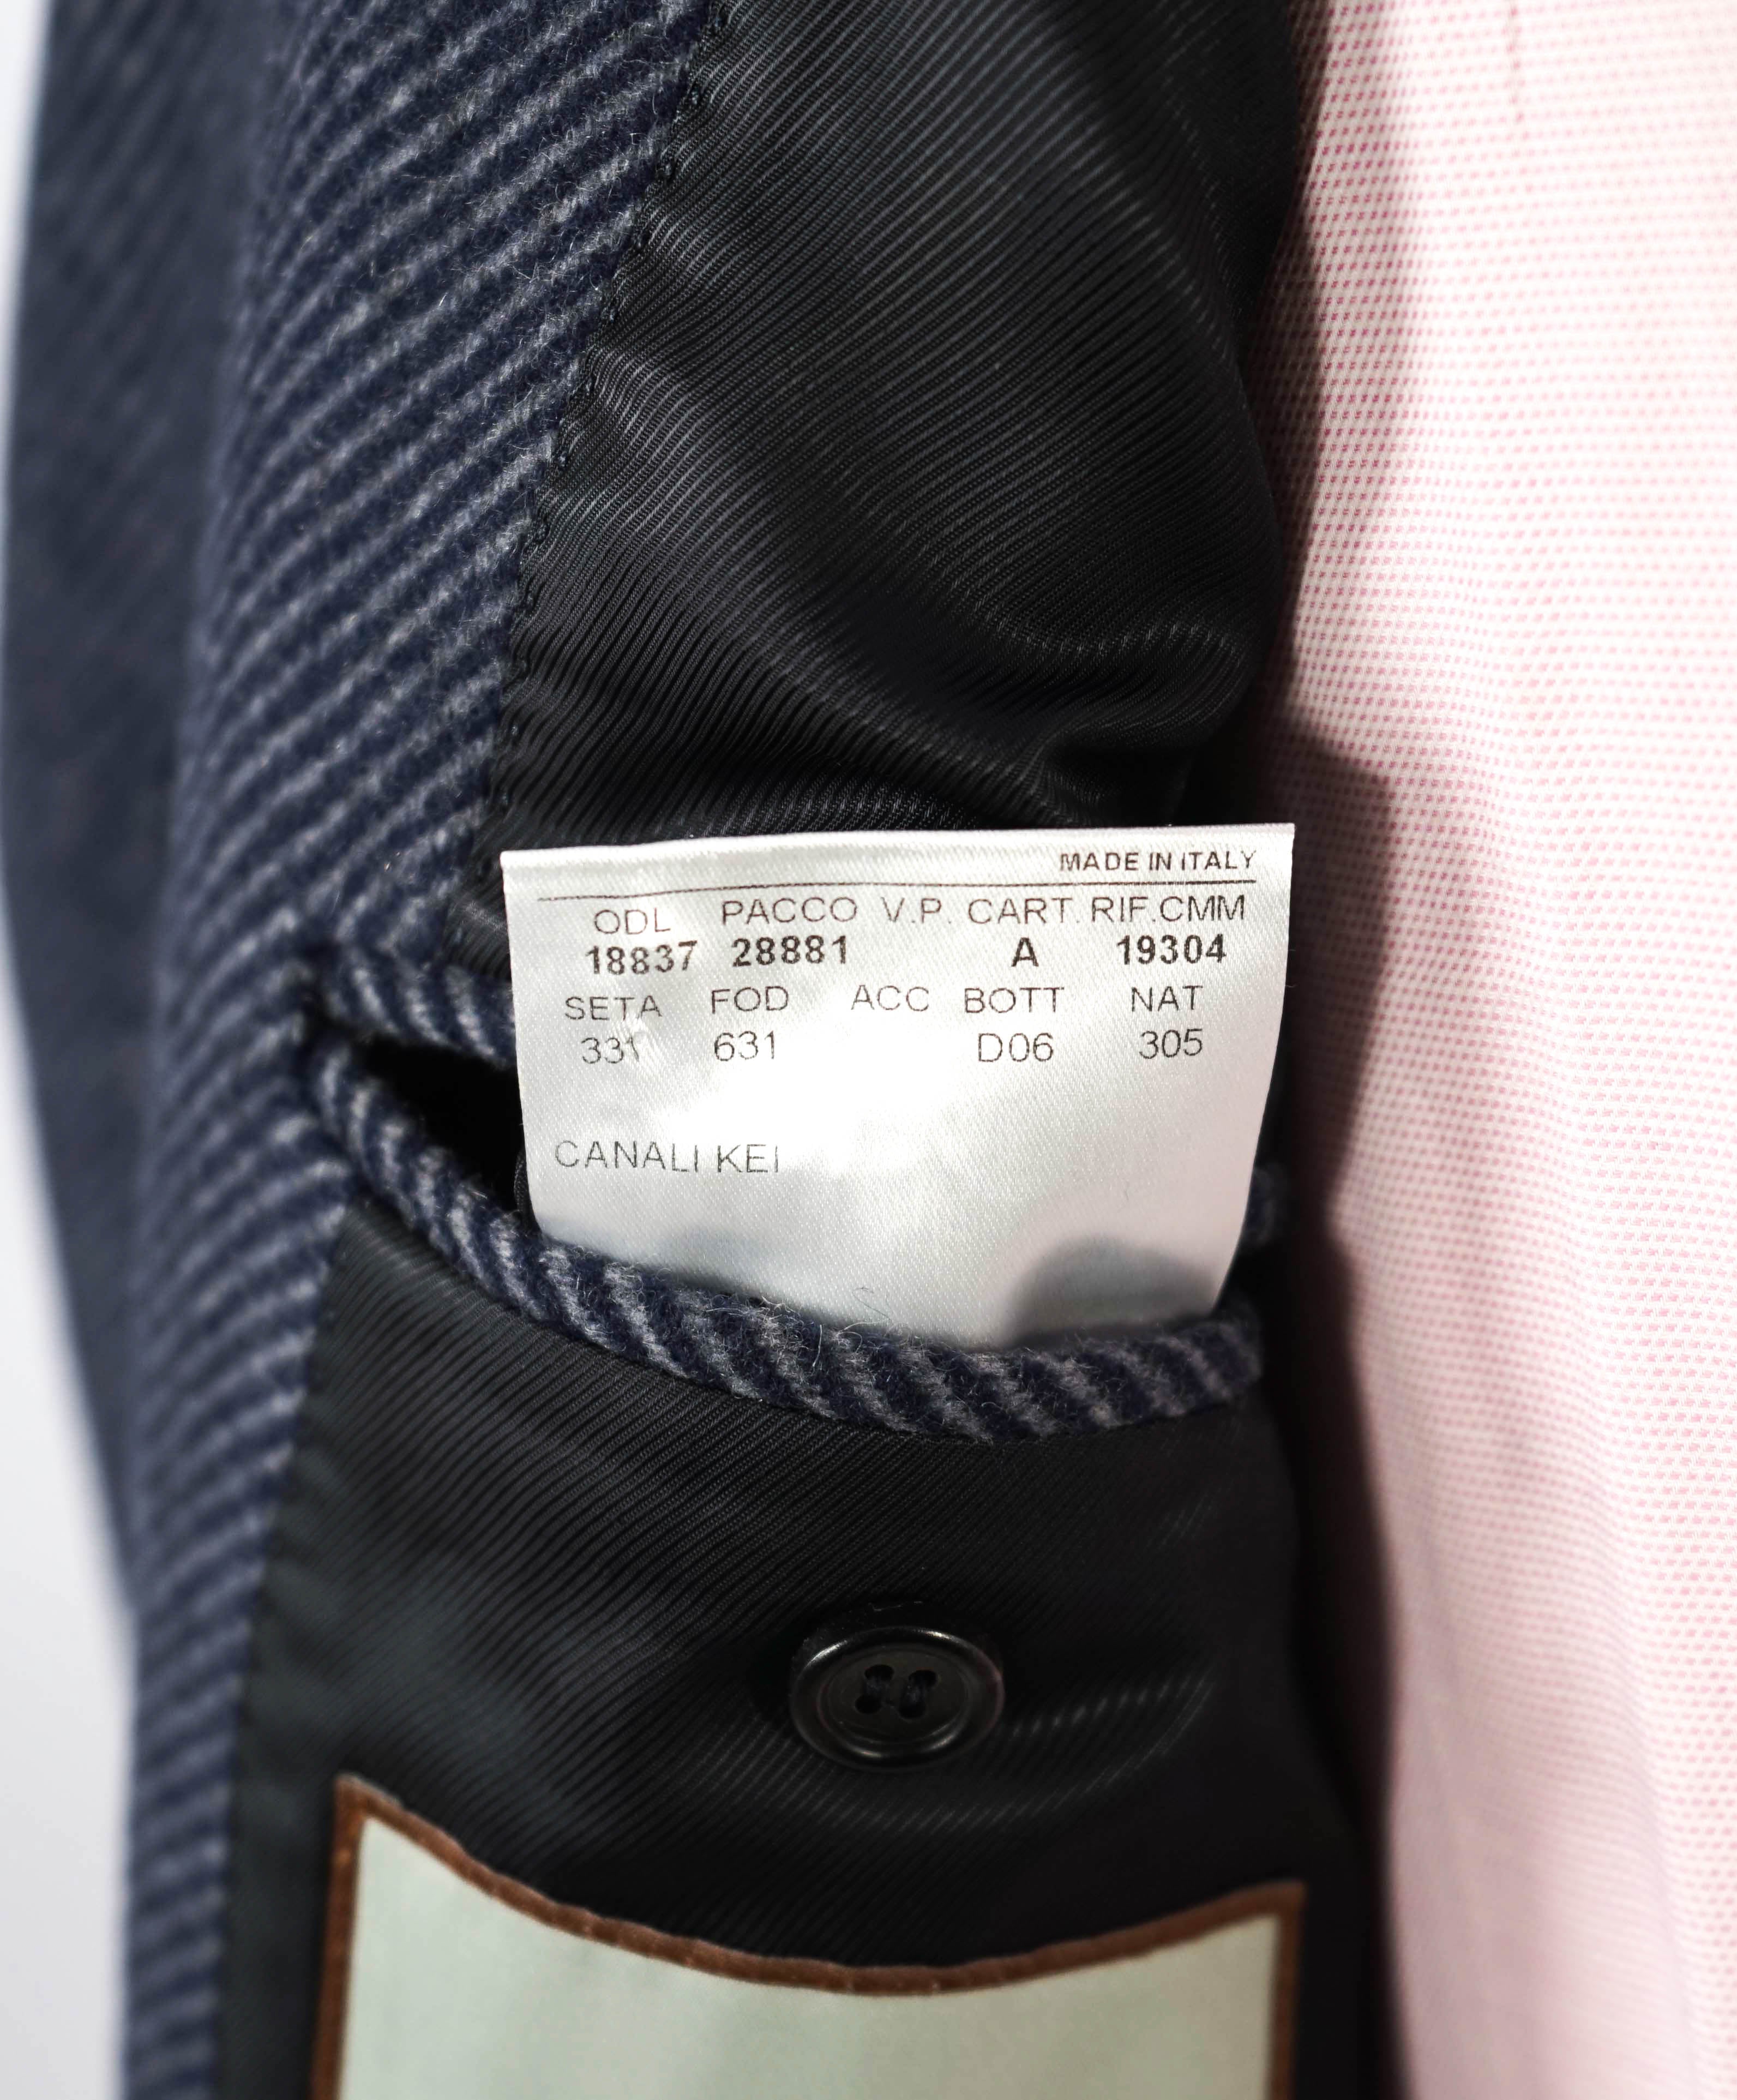 MADE IN ITALY
ODL PACCO V.P. CART. RIF.CMM
18837 28881 A 19304
SETA FOD ACC BOTT NAT
631 D06 305
CANALI KEI